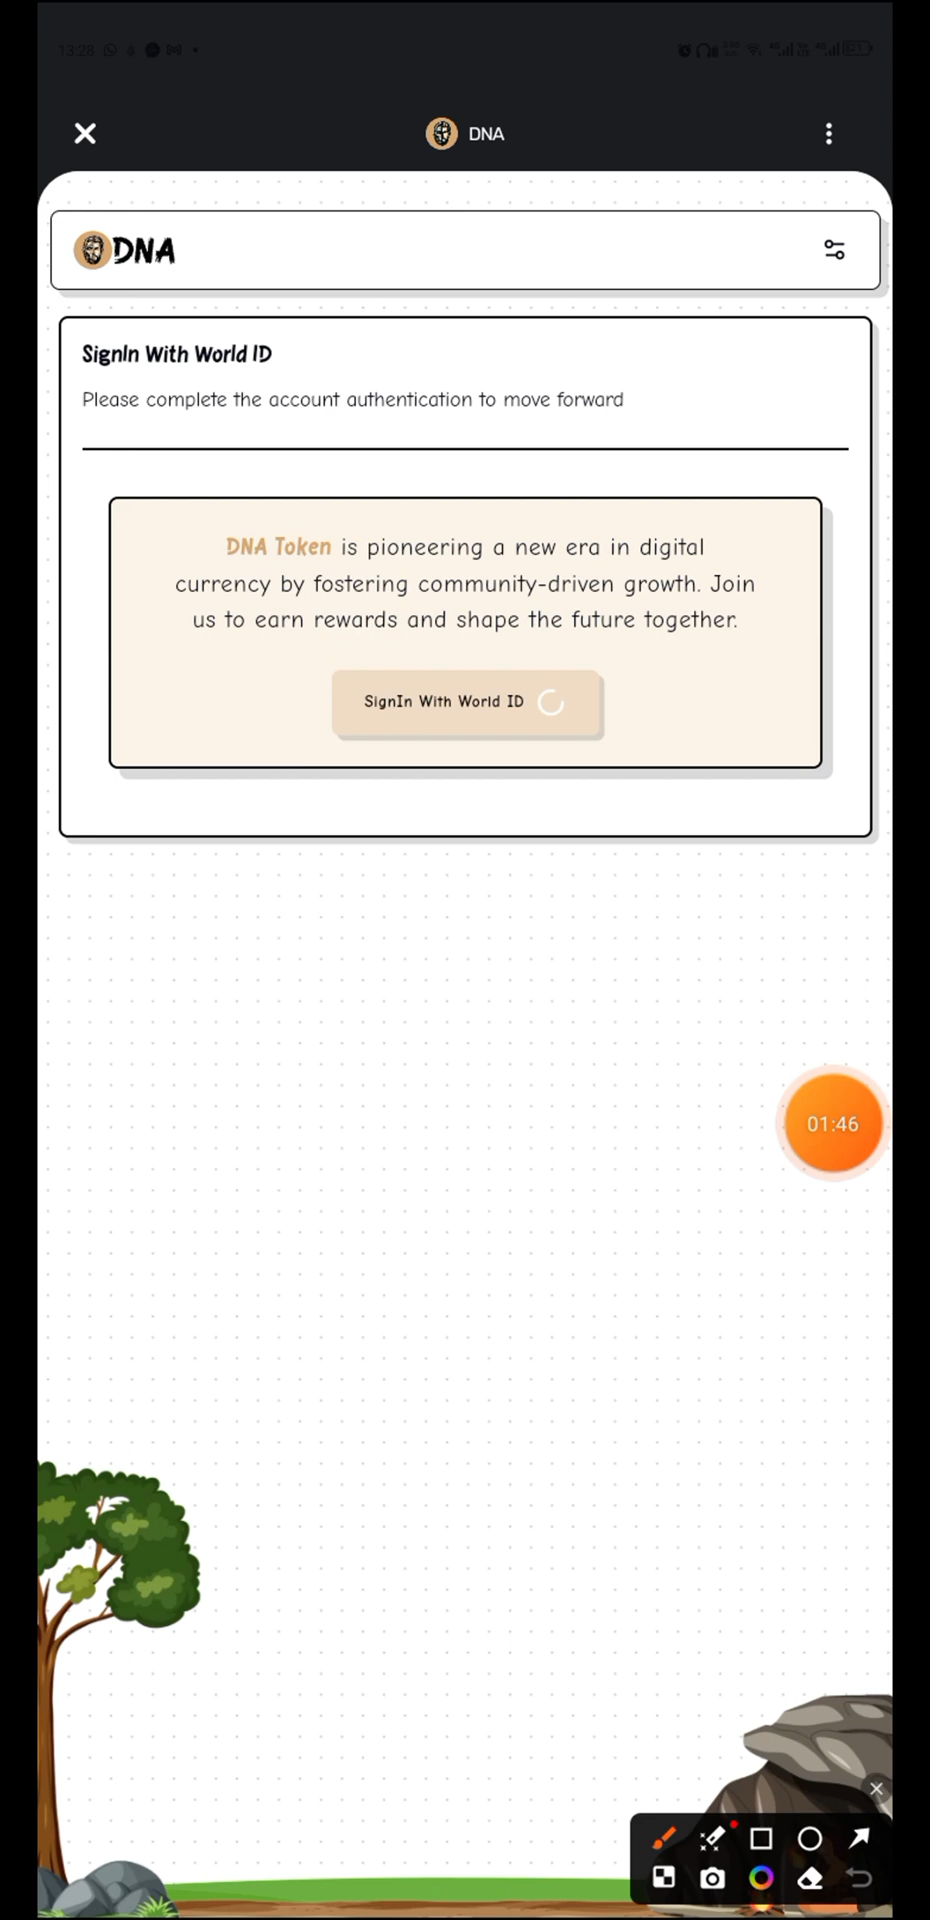 13:28
DNA
DNA
SignIn With World ID
Please complete the account authentication to move forward
DNA Token is pioneering a new era in digital
currency by fostering community-driven growth. Join
us to earn rewards and shape the future together.
SignIn With World ID
01:46